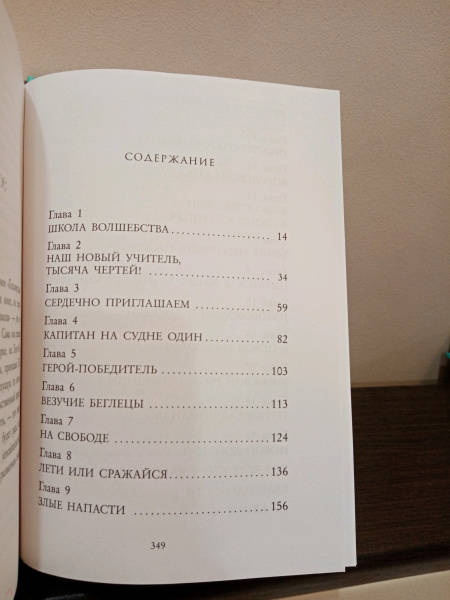 СОДЕРЖАНИЕ
Глава 1
ШКОЛА ВОЛШЕБСТВА . . . . . . . . . . . . . . . . . . . 14
Глава 2
НАШ НОВЫЙ УЧИТЕЛЬ,
ТЫСЯЧА ЧЕРТЕЙ! . . . . . . . . . . . . . . . . . . . . . . 34
Глава 3
СЕРДЕЧНО ПРИГЛАШАЕМ . . . . . . . . . . . . . . . 59
Глава 4
КАПИТАН НА СУДНЕ ОДИН . . . . . . . . . . . . . 82
Глава 5
ГЕРОЙ-ПОБЕДИТЕЛЬ . . . . . . . . . . . . . . . . . . . 103
Глава 6
ВЕЗУЧИЕ БЕГЛЕЦЫ . . . . . . . . . . . . . . . . . . . . 113
Глава 7
НА СВОБОДЕ . . . . . . . . . . . . . . . . . . . . . . . . . 124
Глава 8
ЛЕТИ ИЛИ СРАЖАЙСЯ . . . . . . . . . . . . . . . . . 136
Глава 9
ЗЛЫЕ НАПАСТИ . . . . . . . . . . . . . . . . . . . . . . 156
349